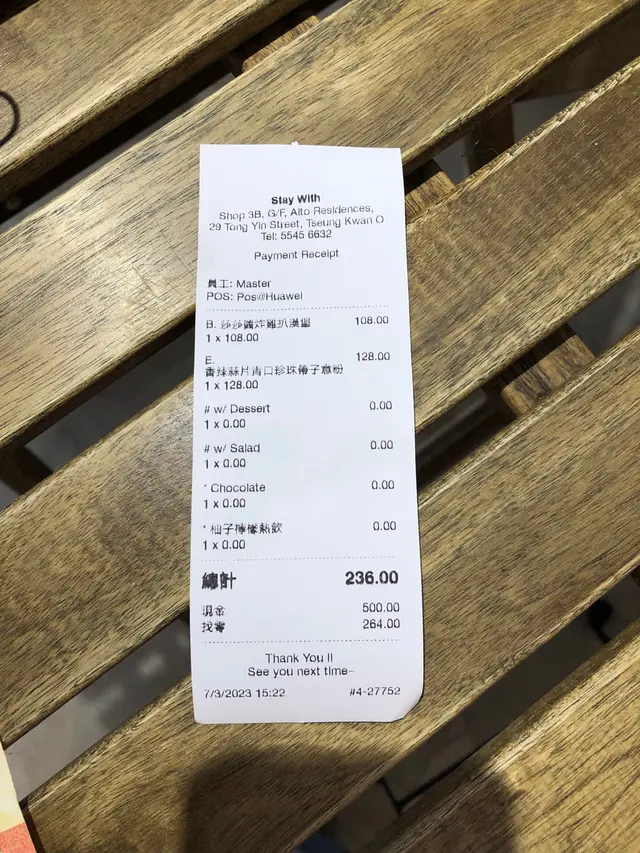 Stay With
Shop 3B, G/F, Alto Residences,
29 Tong Yin Street, Tseung Kwan O
Tel: 5545 6632
Payment Receipt
員工: Master
POS: Pos@Huawei
B. 莎莎醬炸雞扒漢堡 108.00
1 x 108.00
E. 128.00
香辣蒜片青口珍珠帶子意粉
1 x 128.00
# w/ Dessert 0.00
1 x 0.00
# w/ Salad 0.00
1 x 0.00
* Chocolate 0.00
1 x 0.00
* 柚子檸檬熱飲 0.00
1 x 0.00
總計 236.00
現金 500.00
找零 264.00
Thank You !!
See you next time~
7/3/2023 15:22 #4-27752